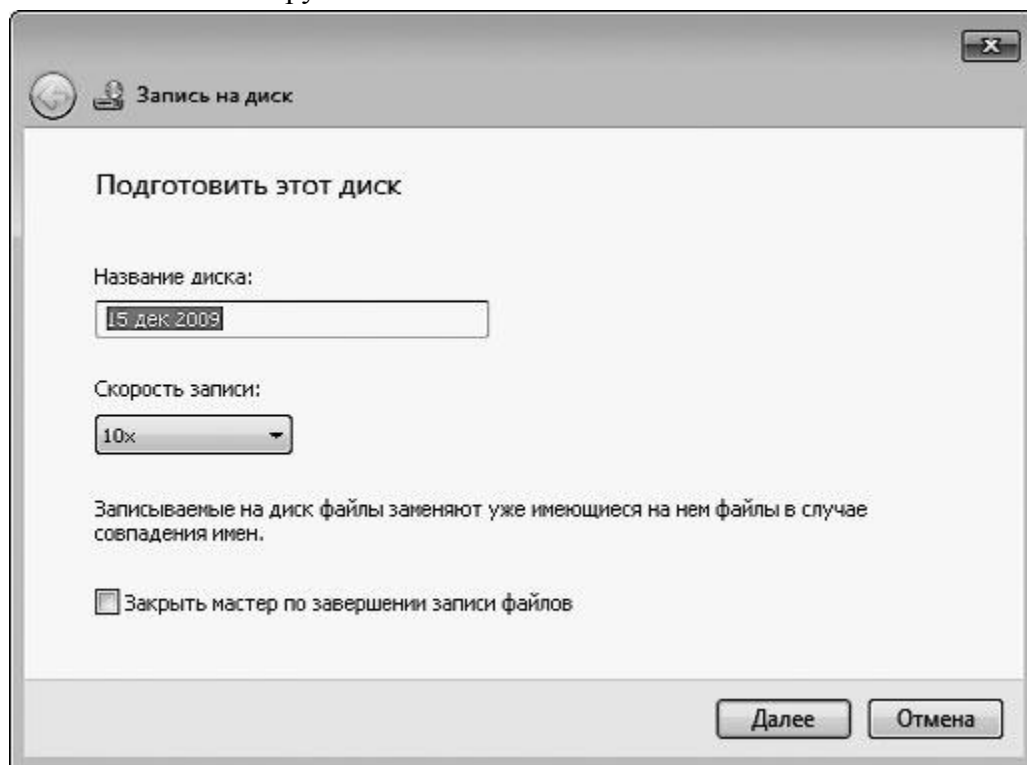 Запись на диск
Подготовить этот диск
Название диска:
15 дек 2009
Скорость записи:
10x
Записываемые на диск файлы заменяют уже имеющиеся на нем файлы в случае
совпадения имен.
Закрыть мастер по завершении записи файлов
Далее Отмена